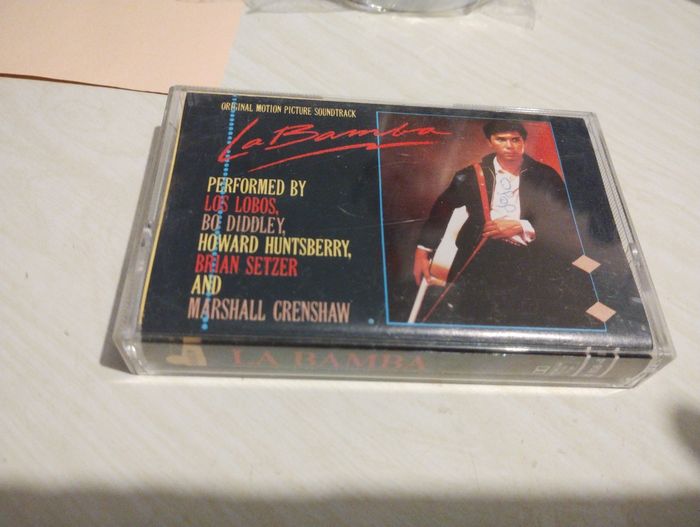 ORIGINAL MOTION PICTURE SOUNDTRACK
La Bamba
PERFORMED BY
LOS LOBOS,
BO DIDDLEY,
HOWARD HUNTSBERRY,
BRIAN SETZER
AND
MARSHALL CRENSHAW
LA BAMBA